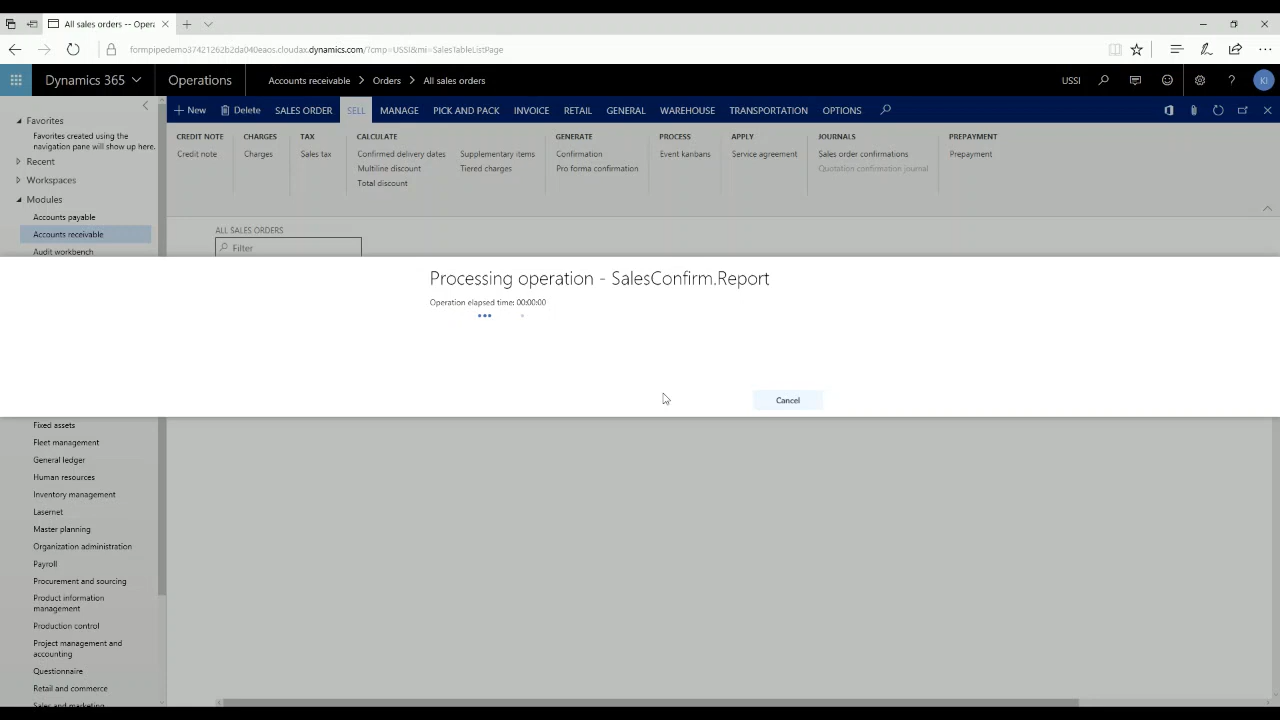 All sales orders -- Opera
formpipedemo37421262b2da040eaos.cloudax.dynamics.com/?cmp=USSI&mi=SalesTableListPage
Dynamics 365
Operations
Accounts receivable > Orders > All sales orders
USSI
?
KI
New
Delete
SALES ORDER
SELL
MANAGE
PICK AND PACK
INVOICE
RETAIL
GENERAL
WAREHOUSE
TRANSPORTATION
OPTIONS
CREDIT NOTE
Credit note
CHARGES
Charges
TAX
Sales tax
CALCULATE
Confirmed delivery dates
Multiline discount
Total discount
Supplementary items
Tiered charges
GENERATE
Confirmation
Pro forma confirmation
PROCESS
Event kanbans
APPLY
Service agreement
JOURNALS
Sales order confirmations
Quotation confirmation journal
PREPAYMENT
Prepayment
Favorites
Favorites created using the
navigation pane will show up here.
Recent
Workspaces
Modules
Accounts payable
Accounts receivable
Audit workbench
ALL SALES ORDERS
Filter
Processing operation - SalesConfirm.Report
Operation elapsed time: 00:00:00
Cancel
Fixed assets
Fleet management
General ledger
Human resources
Inventory management
Lasernet
Master planning
Organization administration
Payroll
Procurement and sourcing
Product information
management
Production control
Project management and
accounting
Questionnaire
Retail and commerce
Sales and marketing